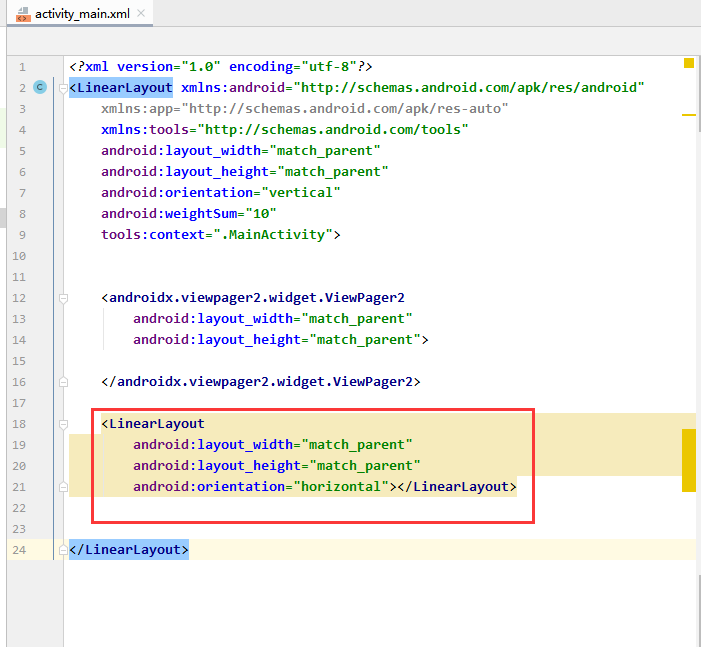 activity_main.xml
1 <?xml version="1.0" encoding="utf-8"?>
2 C <LinearLayout xmlns:android="http://schemas.android.com/apk/res/android"
3 xmlns:app="http://schemas.android.com/apk/res-auto"
4 xmlns:tools="http://schemas.android.com/tools"
5 android:layout_width="match_parent"
6 android:layout_height="match_parent"
7 android:orientation="vertical"
8 android:weightSum="10"
9 tools:context=".MainActivity">
10
11
12 <androidx.viewpager2.widget.ViewPager2
13 android:layout_width="match_parent"
14 android:layout_height="match_parent">
15
16 </androidx.viewpager2.widget.ViewPager2>
17
18 <LinearLayout
19 android:layout_width="match_parent"
20 android:layout_height="match_parent"
21 android:orientation="horizontal"></LinearLayout>
22
23
24 </LinearLayout>